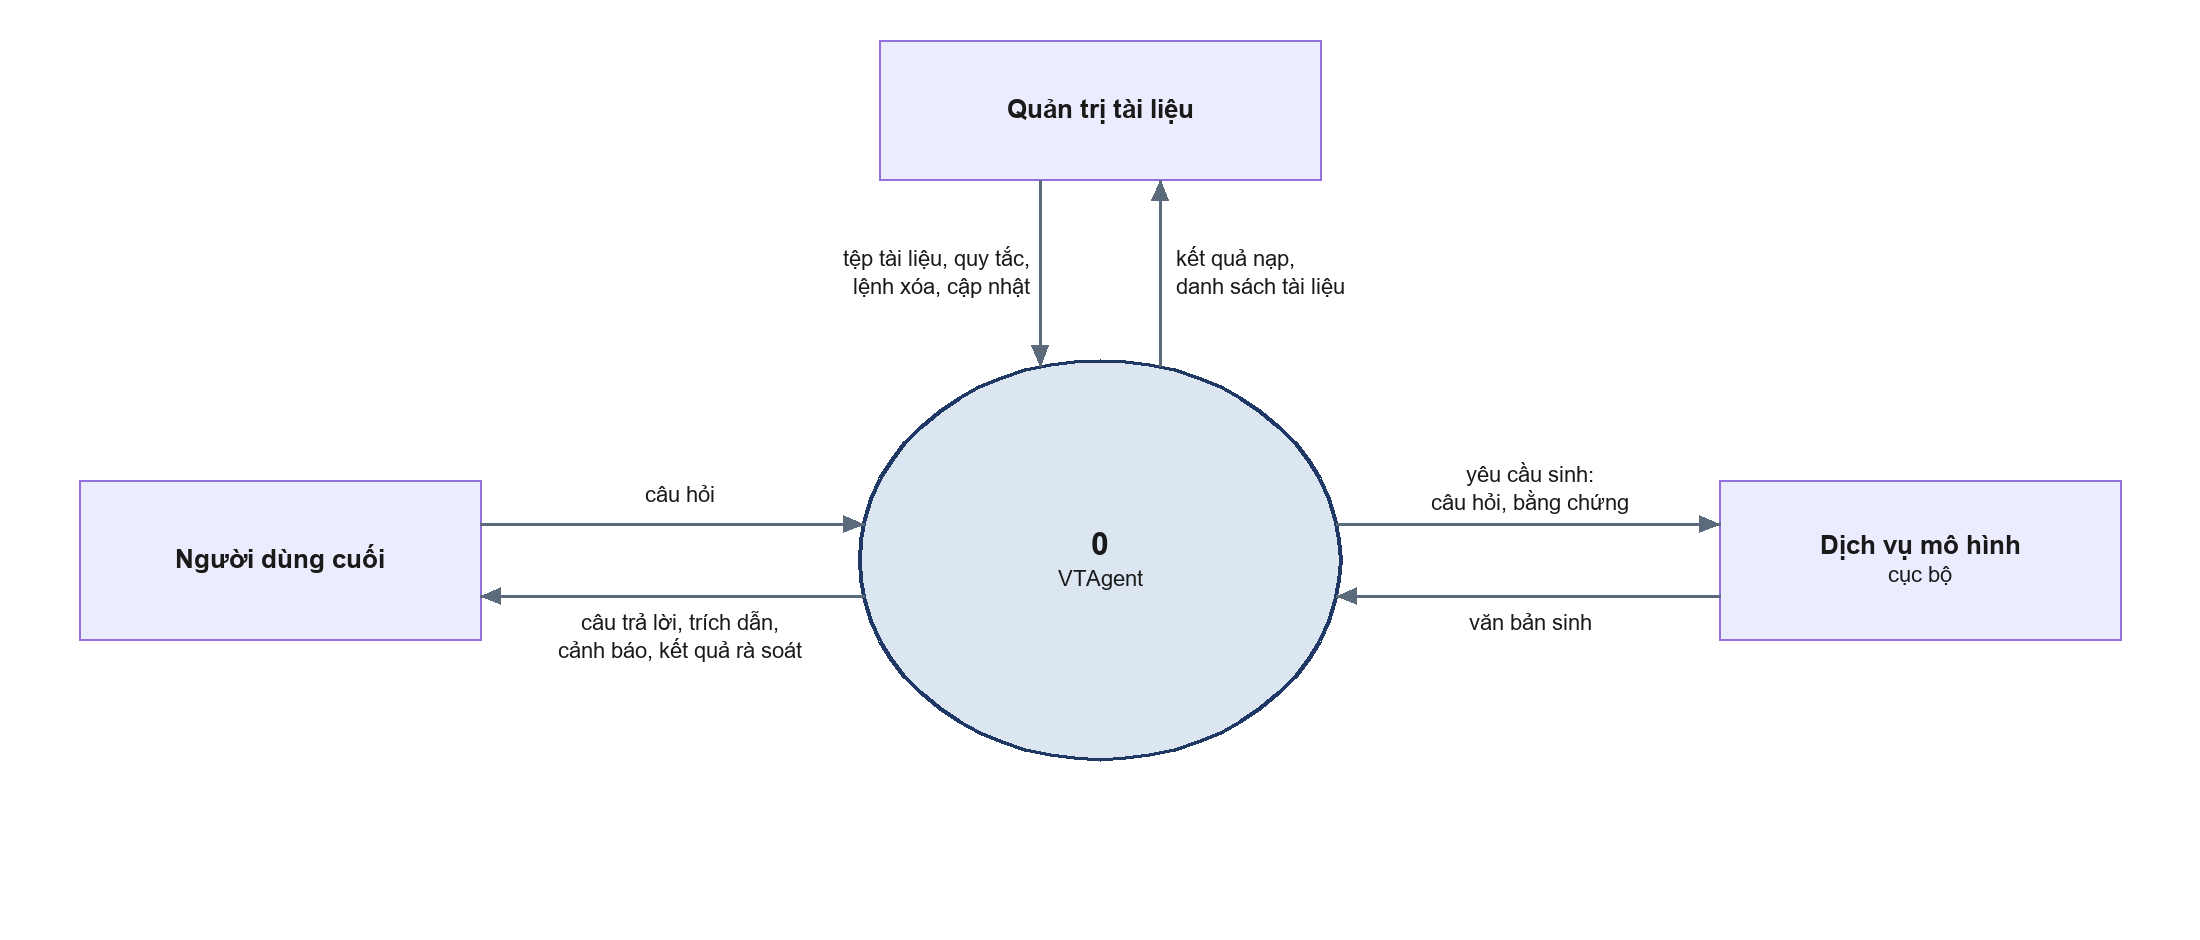 Quản trị tài liệu
tệp tài liệu, quy tắc,
lệnh xóa, cập nhật
kết quả nạp,
danh sách tài liệu
câu hỏi
yêu cầu sinh:
câu hỏi, bằng chứng
Người dùng cuối
0
VTAgent
Dịch vụ mô hình
cục bộ
câu trả lời, trích dẫn,
cảnh báo, kết quả rà soát
văn bản sinh